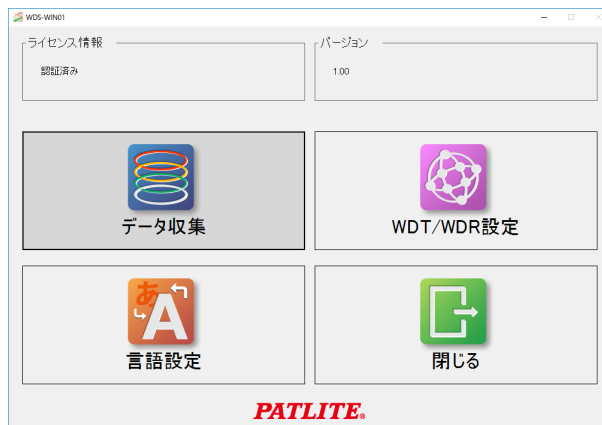 WDS-WIN01
ライセンス情報
認証済み
バージョン
1.00
データ収集
WDT/WDR設定
あ
A
言語設定
閉じる
PATLITE®